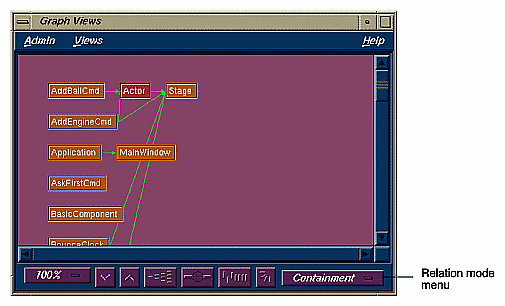 Graph Views
Admin Views Help
AddBallCmd Actor Stage
AddEngineCmd
Application MainWindow
AskFirstCmd
BasicComponent
BounceClock
100% Containment
Relation mode
menu